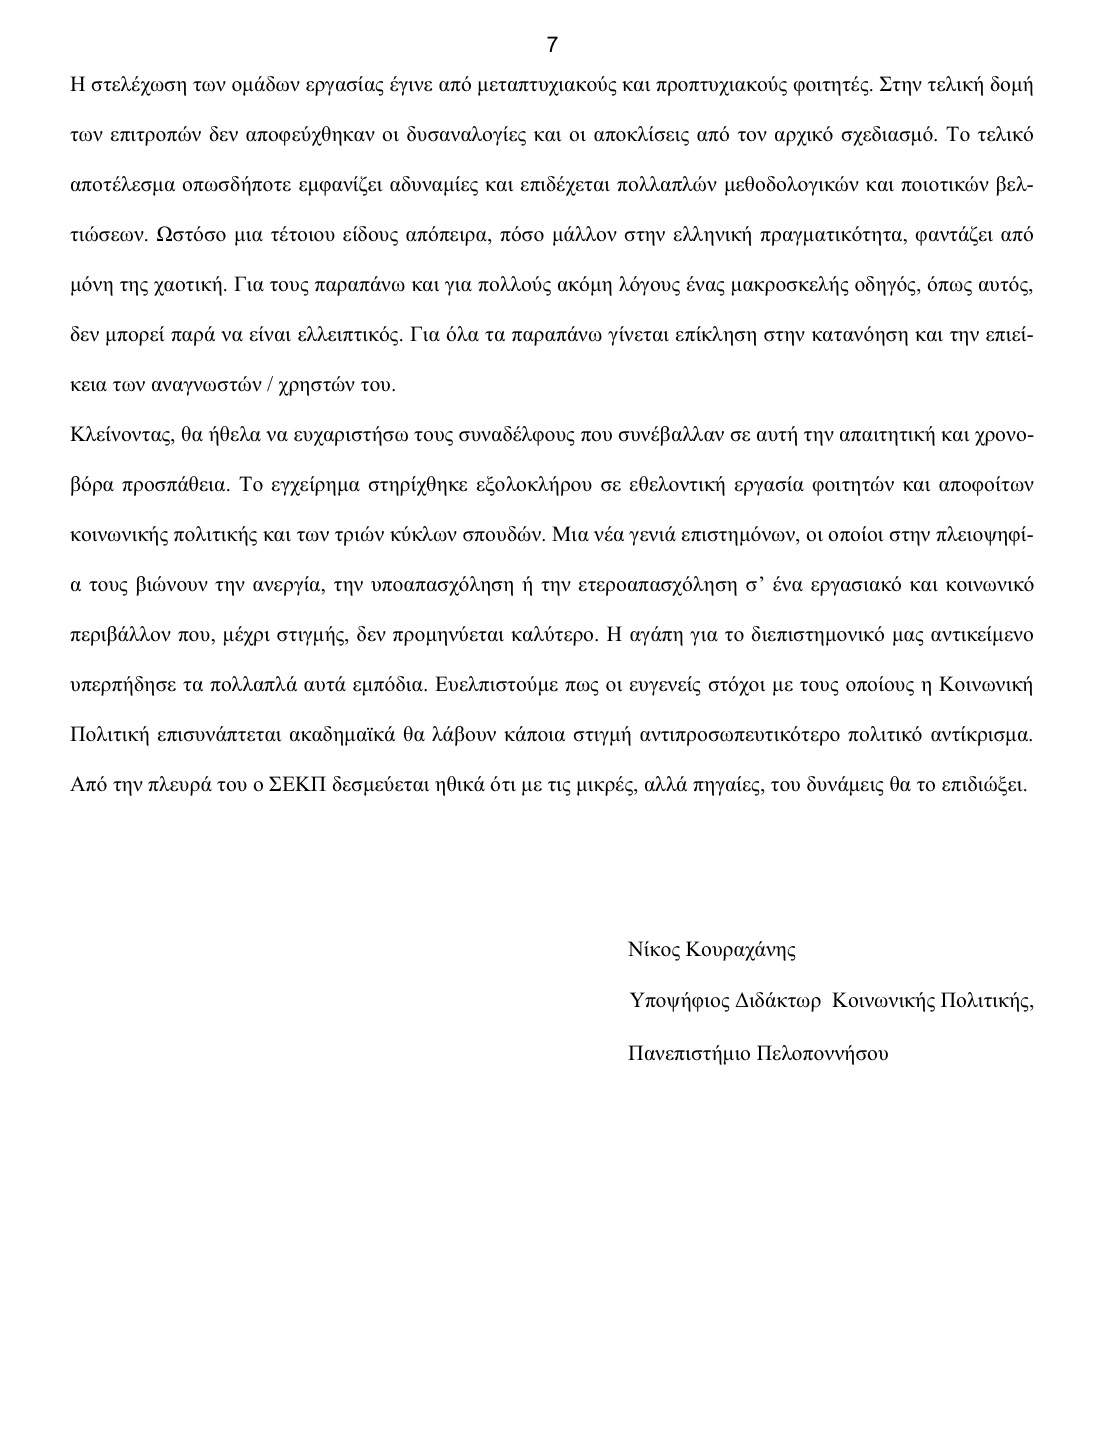 7
Η στελέχωση των ομάδων εργασίας έγινε από μεταπτυχιακούς και προπτυχιακούς φοιτητές. Στην τελική δομή
των επιτροπών δεν αποφεύχθηκαν οι δυσαναλογίες και οι αποκλίσεις από τον αρχικό σχεδιασμό. Το τελικό
αποτέλεσμα οπωσδήποτε εμφανίζει αδυναμίες και επιδέχεται πολλαπλών μεθοδολογικών και ποιοτικών βελ-
τιώσεων. Ωστόσο μια τέτοιου είδους απόπειρα, πόσο μάλλον στην ελληνική πραγματικότητα, φαντάζει από
μόνη της χαοτική. Για τους παραπάνω και για πολλούς ακόμη λόγους ένας μακροσκελής οδηγός, όπως αυτός,
δεν μπορεί παρά να είναι ελλειπτικός. Για όλα τα παραπάνω γίνεται επίκληση στην κατανόηση και την επιεί-
κεια των αναγνωστών / χρηστών του.
Κλείνοντας, θα ήθελα να ευχαριστήσω τους συναδέλφους που συνέβαλλαν σε αυτή την απαιτητική και χρονο-
βόρα προσπάθεια. Το εγχείρημα στηρίχθηκε εξολοκλήρου σε εθελοντική εργασία φοιτητών και αποφοίτων
κοινωνικής πολιτικής και των τριών κύκλων σπουδών. Μια νέα γενιά επιστημόνων, οι οποίοι στην πλειοψηφί-
α τους βιώνουν την ανεργία, την υποαπασχόληση ή την ετεροαπασχόληση σ’ ένα εργασιακό και κοινωνικό
περιβάλλον που, μέχρι στιγμής, δεν προμηνύεται καλύτερο. Η αγάπη για το διεπιστημονικό μας αντικείμενο
υπερπήδησε τα πολλαπλά αυτά εμπόδια. Ευελπιστούμε πως οι ευγενείς στόχοι με τους οποίους η Κοινωνική
Πολιτική επισυνάπτεται ακαδημαϊκά θα λάβουν κάποια στιγμή αντιπροσωπευτικότερο πολιτικό αντίκρισμα.
Από την πλευρά του ο ΣΕΚΠ δεσμεύεται ηθικά ότι με τις μικρές, αλλά πηγαίες, του δυνάμεις θα το επιδιώξει.
Νίκος Κουραχάνης
Υποψήφιος Διδάκτωρ  Κοινωνικής Πολιτικής,
Πανεπιστήμιο Πελοποννήσου